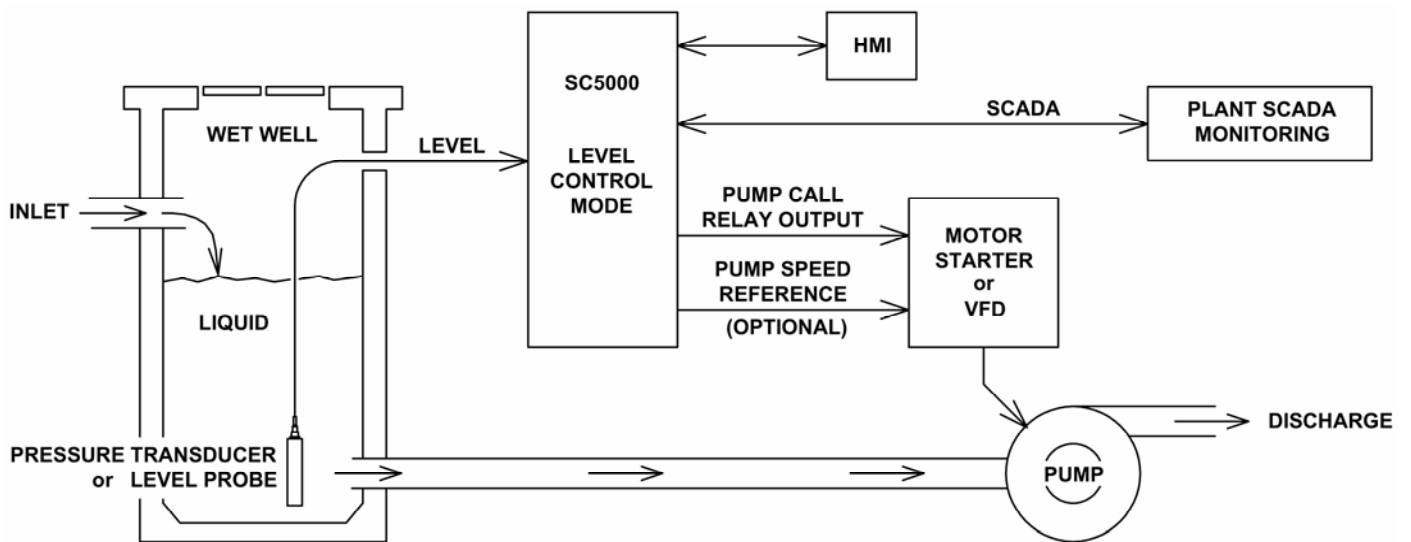 WET WELL
INLET
LIQUID
PRESSURE TRANSDUCER
or LEVEL PROBE
LEVEL
SC5000
LEVEL
CONTROL
MODE
HMI
SCADA
PLANT SCADA
MONITORING
PUMP CALL
RELAY OUTPUT
PUMP SPEED
REFERENCE
(OPTIONAL)
MOTOR
STARTER
or
VFD
PUMP
DISCHARGE